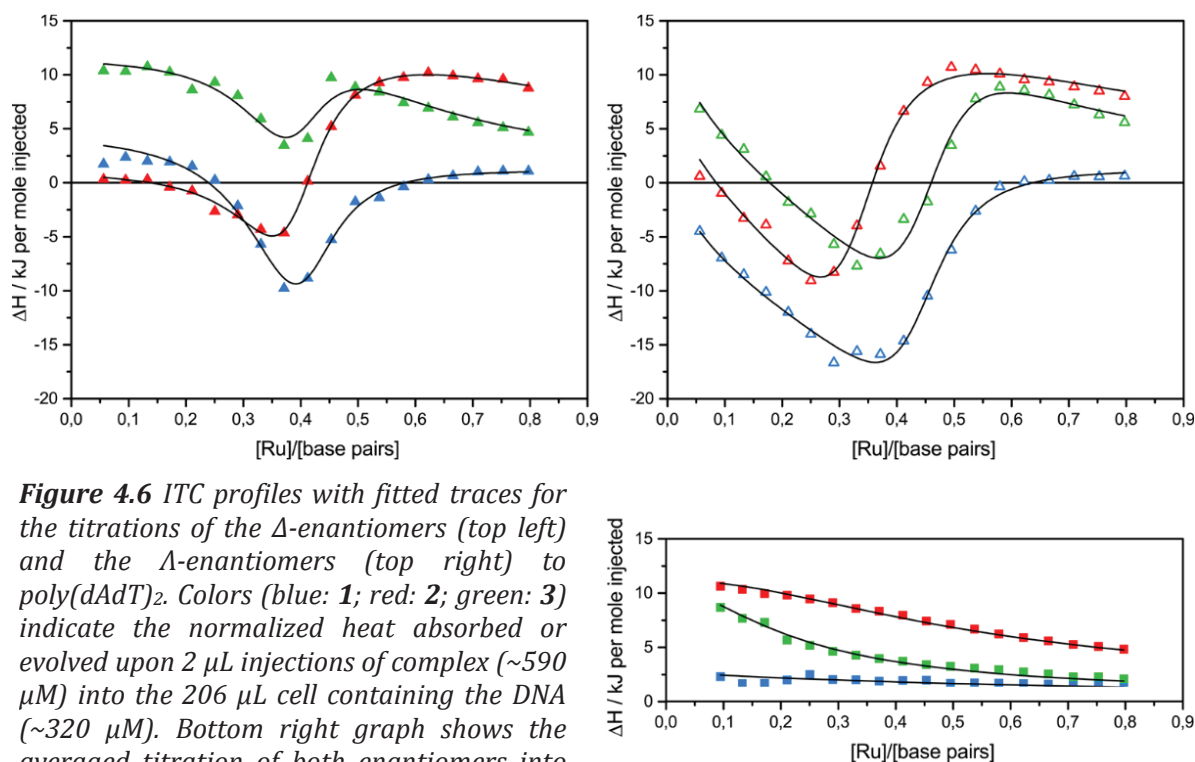 15
10
5
0
-5
-10
-15
-20
ΔH / kJ per mole injected
0,0 0,1 0,2 0,3 0,4 0,5 0,6 0,7 0,8 0,9
[Ru]/[base pairs]
15
10
5
0
-5
-10
-15
-20
ΔH / kJ per mole injected
0,0 0,1 0,2 0,3 0,4 0,5 0,6 0,7 0,8 0,9
[Ru]/[base pairs]
Figure 4.6 ITC profiles with fitted traces for
the titrations of the Δ-enantiomers (top left)
and the Λ-enantiomers (top right) to
poly(dAdT)2. Colors (blue: 1; red: 2; green: 3)
indicate the normalized heat absorbed or
evolved upon 2 μL injections of complex (~590
μM) into the 206 μL cell containing the DNA
(~320 μM). Bottom right graph shows the
averaged titration of both enantiomers into
15
10
5
0
ΔH / kJ per mole injected
0,0 0,1 0,2 0,3 0,4 0,5 0,6 0,7 0,8 0,9
[Ru]/[base pairs]